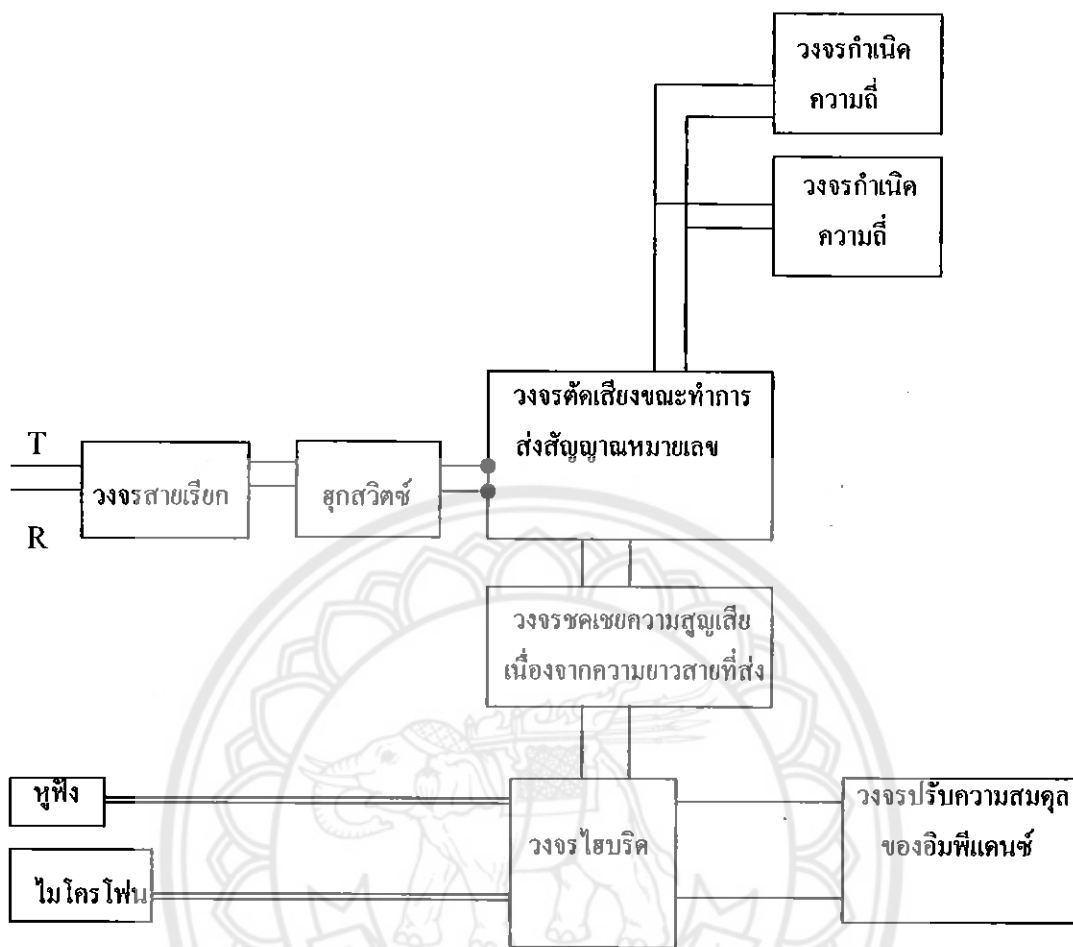 วงจรกำเนิด
ความถี่
วงจรกำเนิด
ความถี่
วงจรตัดเสียงขณะทำการ
ส่งสัญญาณหมายเลข
T
วงจรสายเรียก
ฮุกสวิตซ์
R
วงจรชดเชยความสูญเสีย
เนื่องจากความยาวสายที่ส่ง
หูฟัง
วงจรปรับความสมดุล
ของอิมพีแดนซ์
วงจรไฮบริด
ไมโครโฟน